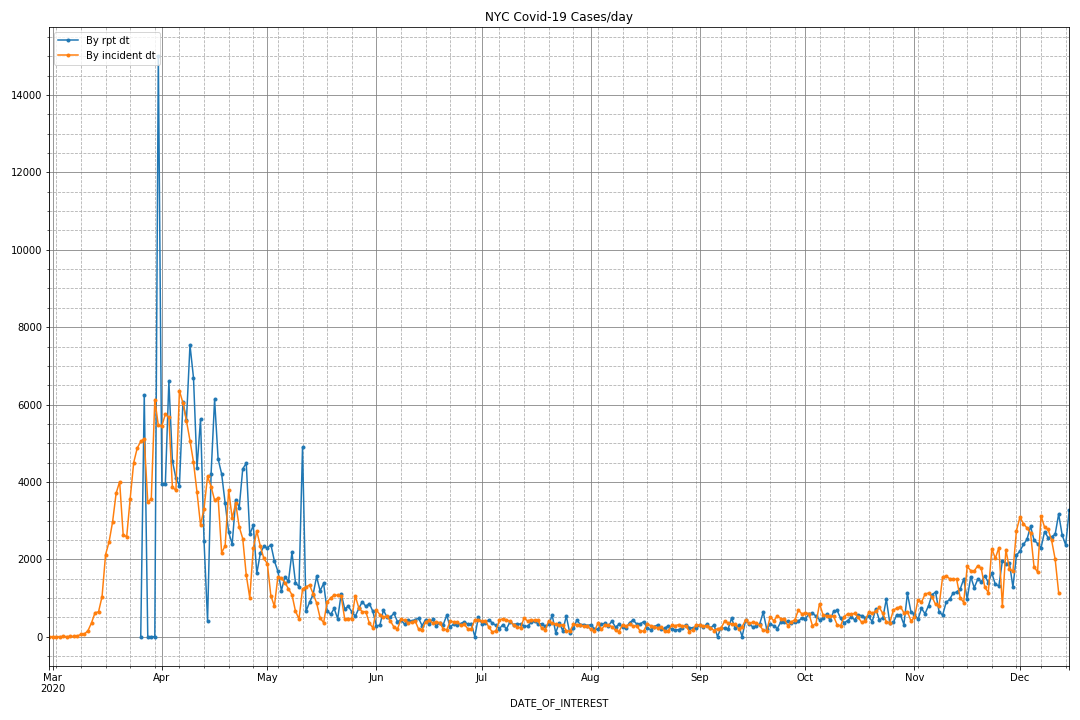 NYC Covid-19 Cases/day
By rpt dt
By incident dt
14000
12000
10000
8000
6000
4000
2000
0
Mar Apr May Jun Jul Aug Sep Oct Nov Dec
2020
DATE_OF_INTEREST